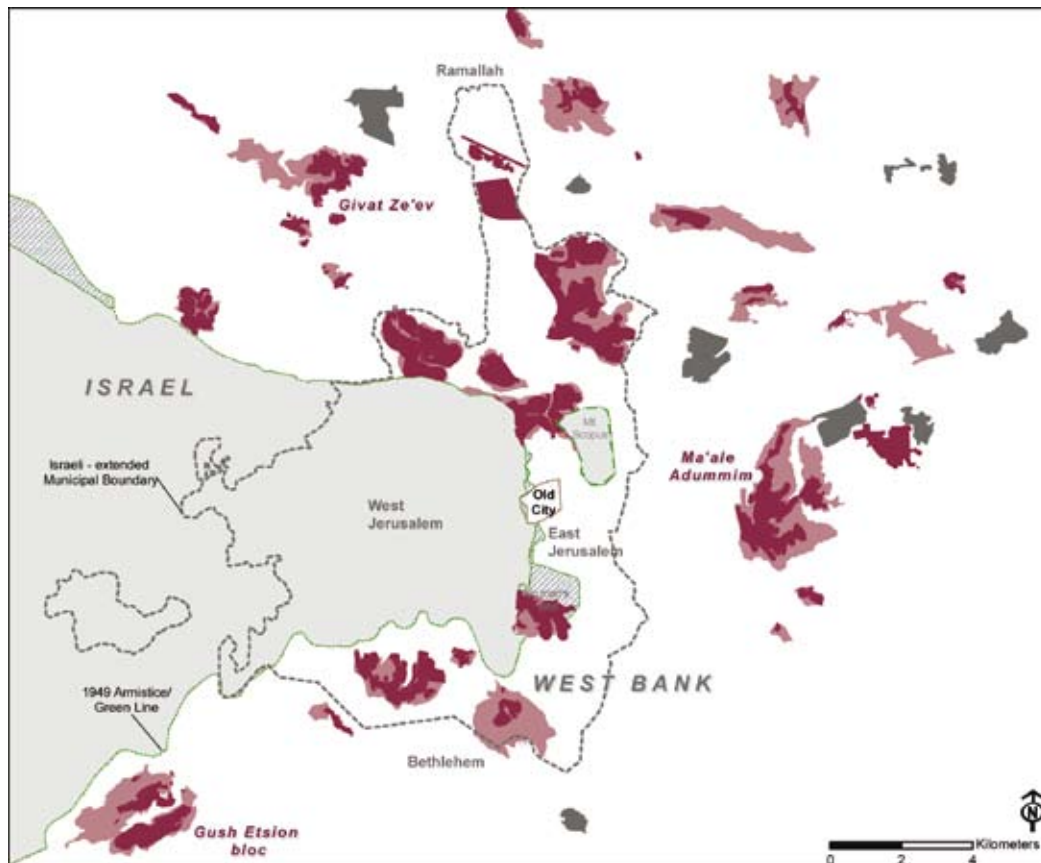 Ramallah
Givat Ze'ev
ISRAEL
Mt
Scopus
Ma'ale
Adummim
Israeli - extended
Municipal Boundary
West
Jerusalem
Old
City
East
Jerusalem
WEST BANK
1949 Armistice/
Green Line
Bethlehem
Gush Etsion
bloc
N
Kilometers
0 2 4